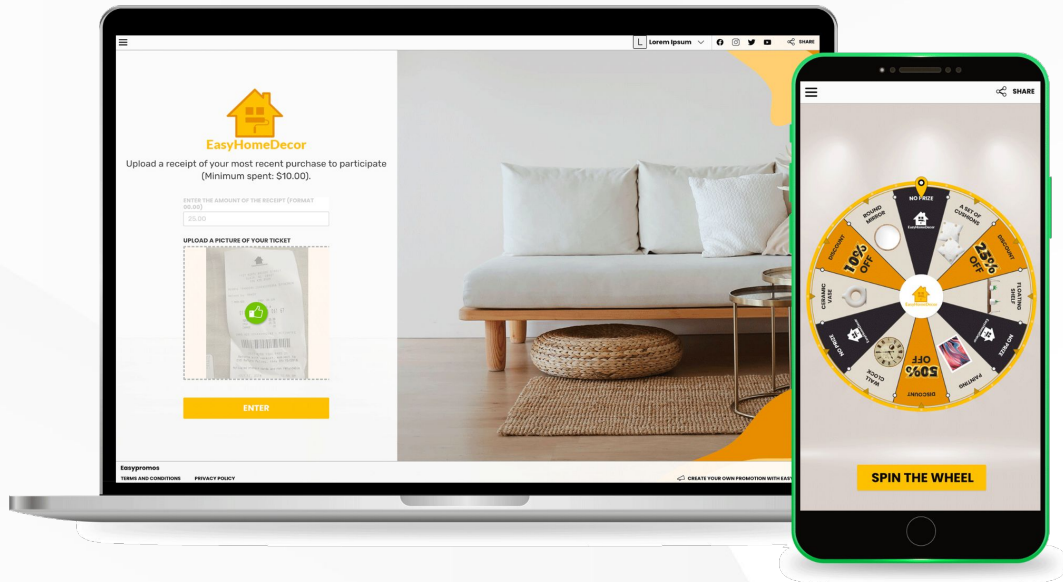 L Lorem Ipsum
SHARE
EasyHomeDecor
Upload a receipt of your most recent purchase to participate
(Minimum spent: $10.00).
ENTER THE AMOUNT OF THE RECEIPT (FORMAT
00.00)
25.00
UPLOAD A PICTURE OF YOUR TICKET
ENTER
Easypromos
TERMS AND CONDITIONS PRIVACY POLICY
CREATE YOUR OWN PROMOTION WITH
SHARE
NO PRIZE
EasyHomeDecor
A SET OF
CUSHIONS
DISCOUNT
25%
OFF
FLOATING
SHELF
NO PRIZE
PAINTING
DISCOUNT
50%
OFF
WALL
CLOCK
NO PRIZE
CERAMIC
VASE
DISCOUNT
10%
OFF
ROUND
MIRROR
SPIN THE WHEEL